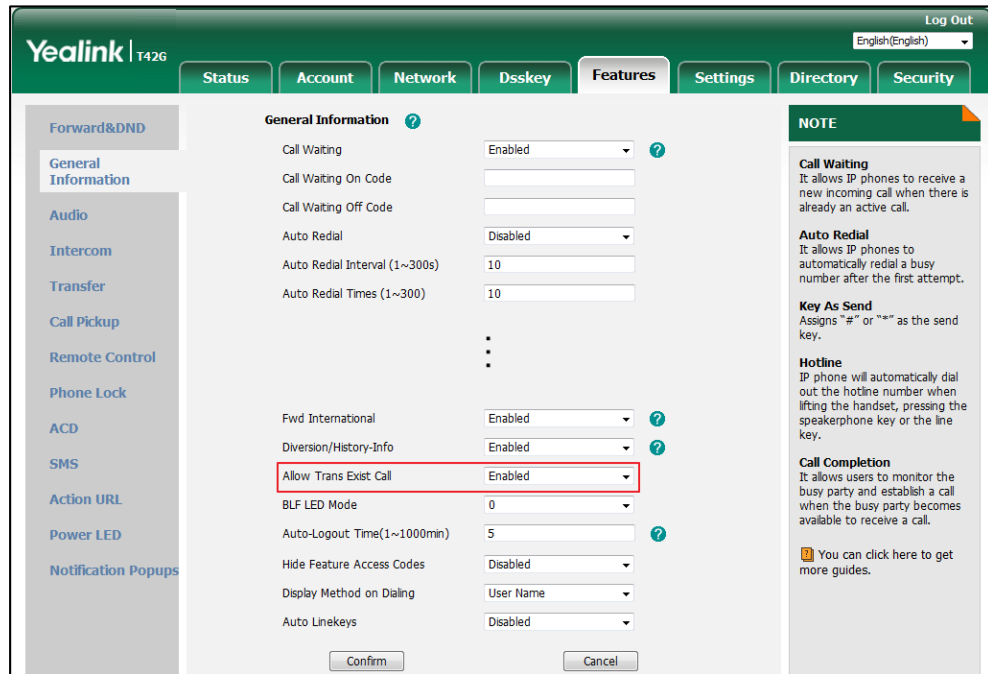 Log Out
Yealink T42G
English(English)
Status Account Network Dsskey Features Settings Directory Security
Forward&DND
General
Information
Audio
Intercom
Transfer
Call Pickup
Remote Control
Phone Lock
ACD
SMS
Action URL
Power LED
Notification Popups
General Information ?
Call Waiting Enabled ?
Call Waiting On Code
Call Waiting Off Code
Auto Redial Disabled
Auto Redial Interval (1~300s) 10
Auto Redial Times (1~300) 10
Fwd International Enabled ?
Diversion/History-Info Enabled ?
Allow Trans Exist Call Enabled
BLF LED Mode 0
Auto-Logout Time(1~1000min) 5 ?
Hide Feature Access Codes Disabled
Display Method on Dialing User Name
Auto Linekeys Disabled
Confirm Cancel
NOTE
Call Waiting
It allows IP phones to receive a
new incoming call when there is
already an active call.
Auto Redial
It allows IP phones to
automatically redial a busy
number after the first attempt.
Key As Send
Assigns "#" or "*" as the send
key.
Hotline
IP phone will automatically dial
out the hotline number when
lifting the handset, pressing the
speakerphone key or the line
key.
Call Completion
It allows users to monitor the
busy party and establish a call
when the busy party becomes
available to receive a call.
? You can click here to get
more guides.